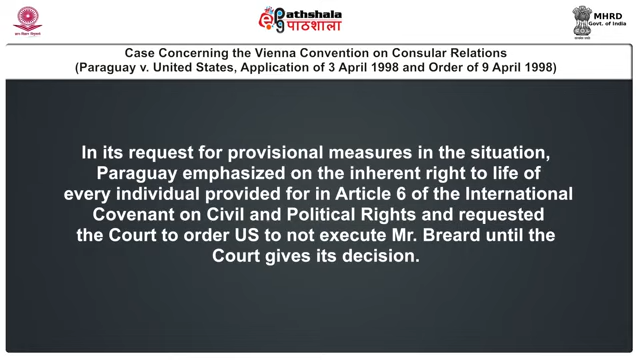 ePathshala
पाठशाला
MHRD
Govt. of India
Case Concerning the Vienna Convention on Consular Relations
(Paraguay v. United States, Application of 3 April 1998 and Order of 9 April 1998)
In its request for provisional measures in the situation,
Paraguay emphasized on the inherent right to life of
every individual provided for in Article 6 of the International
Covenant on Civil and Political Rights and requested
the Court to order US to not execute Mr. Breard until the
Court gives its decision.